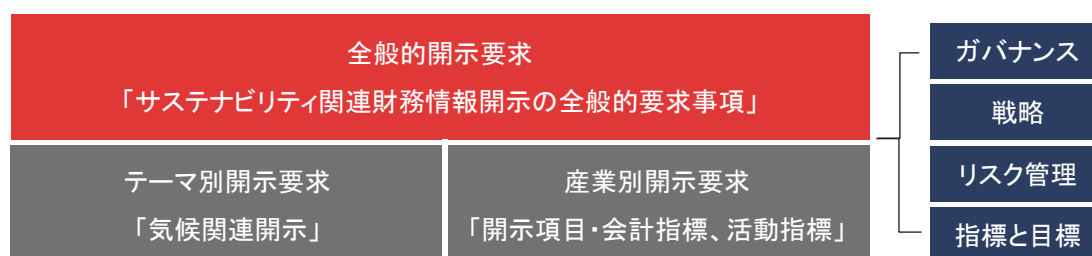 全般的開示要求
「サステナビリティ関連財務情報開示の全般的要求事項」
テーマ別開示要求
「気候関連開示」
産業別開示要求
「開示項目・会計指標、活動指標」
ガバナンス
戦略
リスク管理
指標と目標